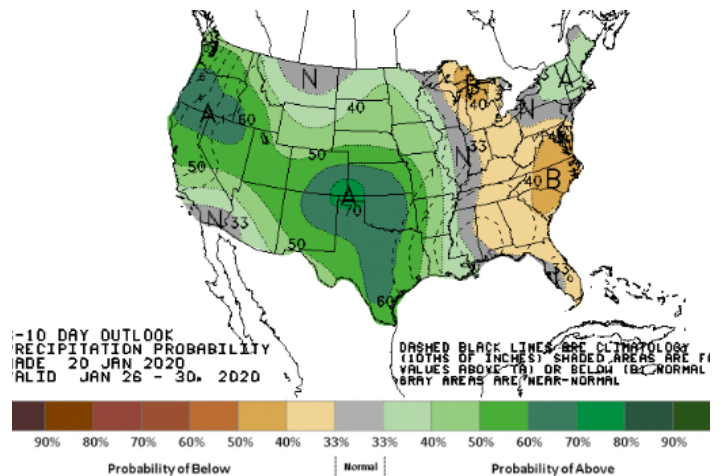 N
A
60
50
N 33
40
50
A
70
50
60
B
40
33
N
A
N
40
B
-10 DAY OUTLOOK
RECIPITATION PROBABILITY
ADE 20 JAN 2020
ALID JAN 26 - 30, 2020
DASHED BLACK LINES ARE CLIMATOLOGY
(10THS OF INCHES) SHADED AREAS ARE FC
VALUES ABOVE (A) OR BELOW (B) NORMAL
GRAY AREAS ARE NEAR-NORMAL
90% 80% 70% 60% 50% 40% 33% 33% 40% 50% 60% 70% 80% 90%
Probability of Below Normal Probability of Above